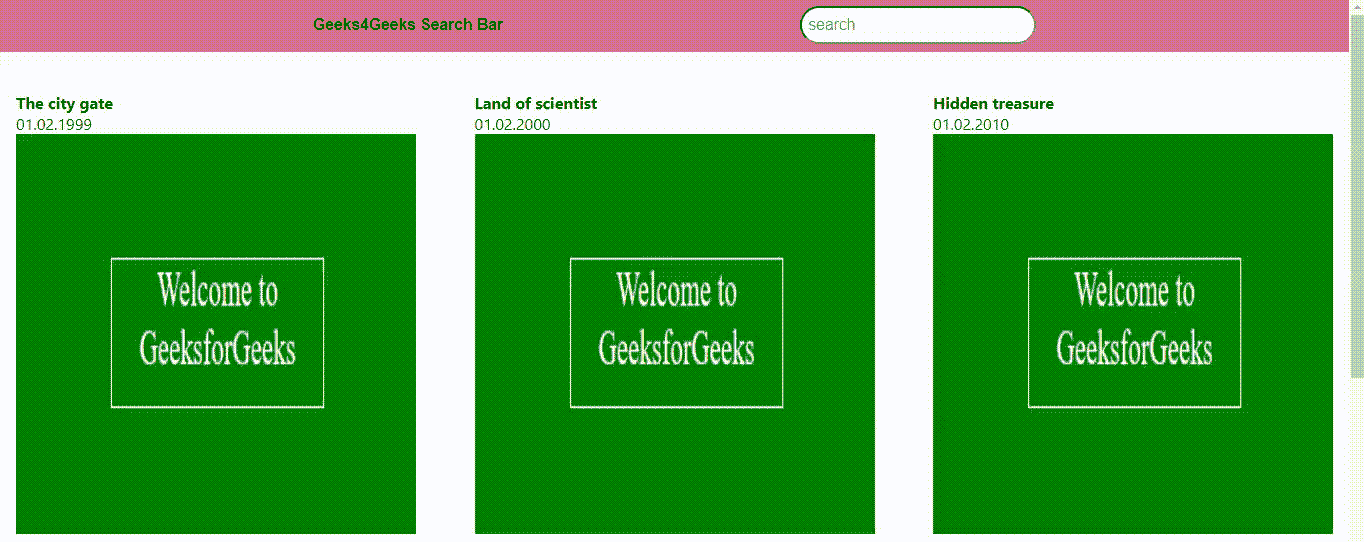 Geeks4Geeks Search Bar
search
The city gate
01.02.1999
Welcome to
GeeksforGeeks
Land of scientist
01.02.2000
Welcome to
GeeksforGeeks
Hidden treasure
01.02.2010
Welcome to
GeeksforGeeks